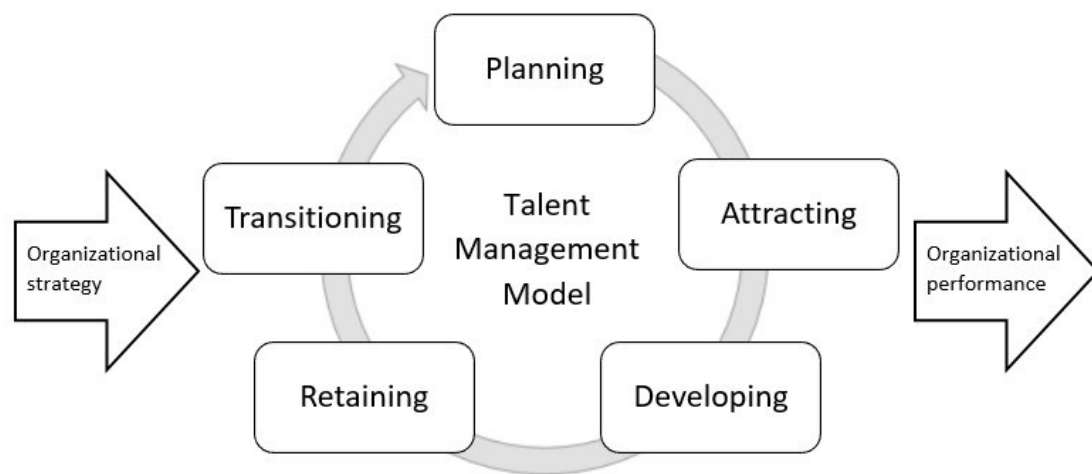 Planning
Attracting
Developing
Retaining
Transitioning
Talent
Management
Model
Organizational
strategy
Organizational
performance